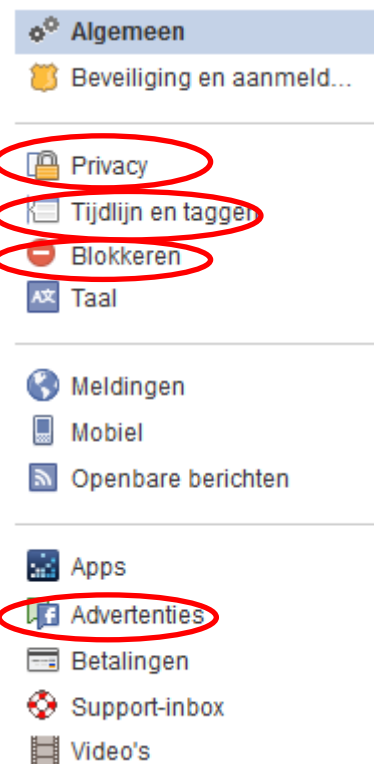 Algemeen
Beveiliging en aanmeld...
Privacy
Tijdlijn en taggen
Blokkeren
Taal
Meldingen
Mobiel
Openbare berichten
Apps
Advertenties
Betalingen
Support-inbox
Video's